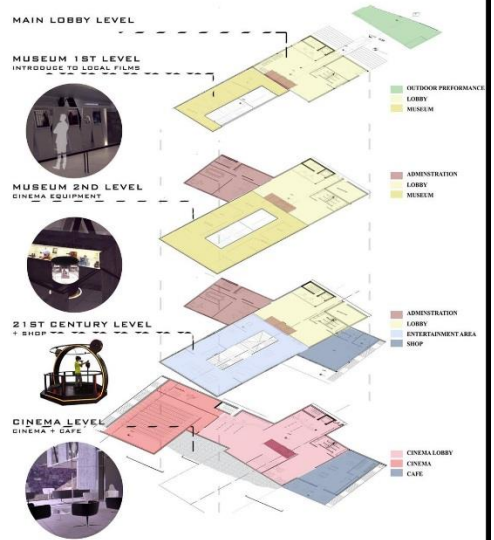 MAIN LOBBY LEVEL
MUSEUM 1ST LEVEL
INTRODUCE TO LOCAL FILMS
OUTDOOR PREFORMANCE
LOBBY
MUSEUM
MUSEUM 2ND LEVEL
CINEMA EQUIPMENT
ADMINSTRATION
LOBBY
MUSEUM
21ST CENTURY LEVEL
+ SHOP
ADMINSTRATION
LOBBY
ENTERTAINMENT AREA
SHOP
CINEMA LEVEL
CINEMA + CAFE
CINEMA LOBBY
CINEMA
CAFE